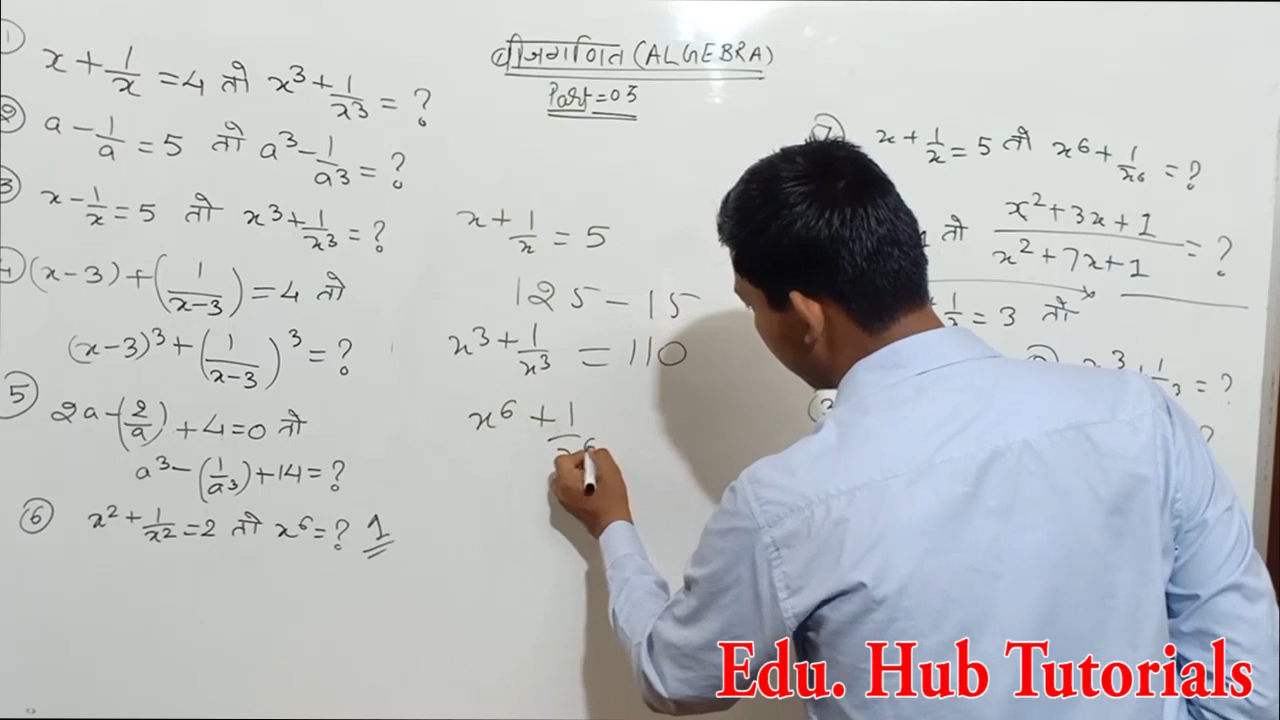 बीजगणित (ALGEBRA)
Part=03
① x + 1/x = 4 तो x³ + 1/x³ = ?
② a - 1/a = 5 तो a³ - 1/a³ = ?
③ x - 1/x = 5 तो x³ + 1/x³ = ?
④ (x-3) + (1/(x-3)) = 4 तो
(x-3)³ + (1/(x-3))³ = ?
⑤ 2a - (2/a) + 4 = 0 तो
a³ - (1/a³) + 14 = ?
⑥ x² + 1/x² = 2 तो x⁶ = ? 1
x + 1/x = 5
125 - 15
x³ + 1/x³ = 110
x⁶ + 1
⑦ x + 1/x = 5 तो x⁶ + 1/x⁶ = ?
तो (x² + 3x + 1)/(x² + 7x + 1) = ?
= 3 तो
= ?
?
Edu. Hub Tutorials